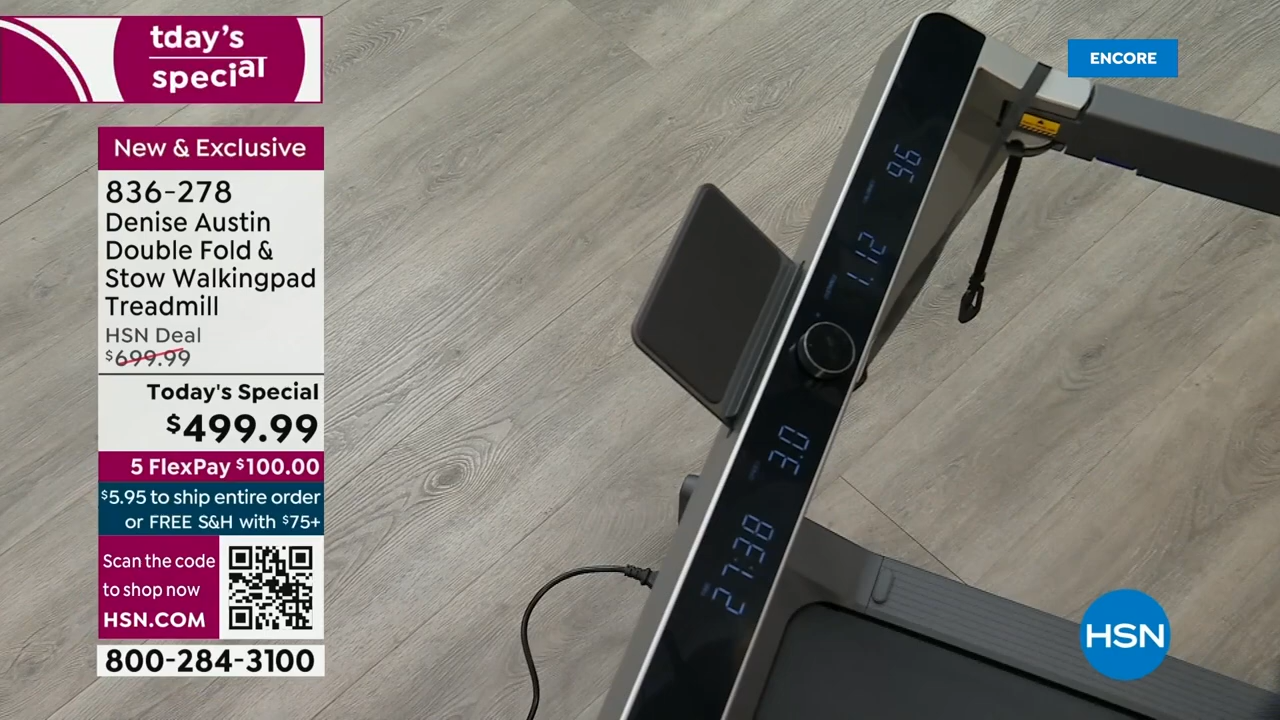 tday's
special
ENCORE
New & Exclusive
836-278
Denise Austin
Double Fold &
Stow Walkingpad
Treadmill
HSN Deal
$699.99
Today's Special
$499.99
5 FlexPay $100.00
$5.95 to ship entire order
or FREE S&H with $75+
Scan the code
to shop now
HSN.COM
800-284-3100
96
1.12
3.0
27:38
HSN